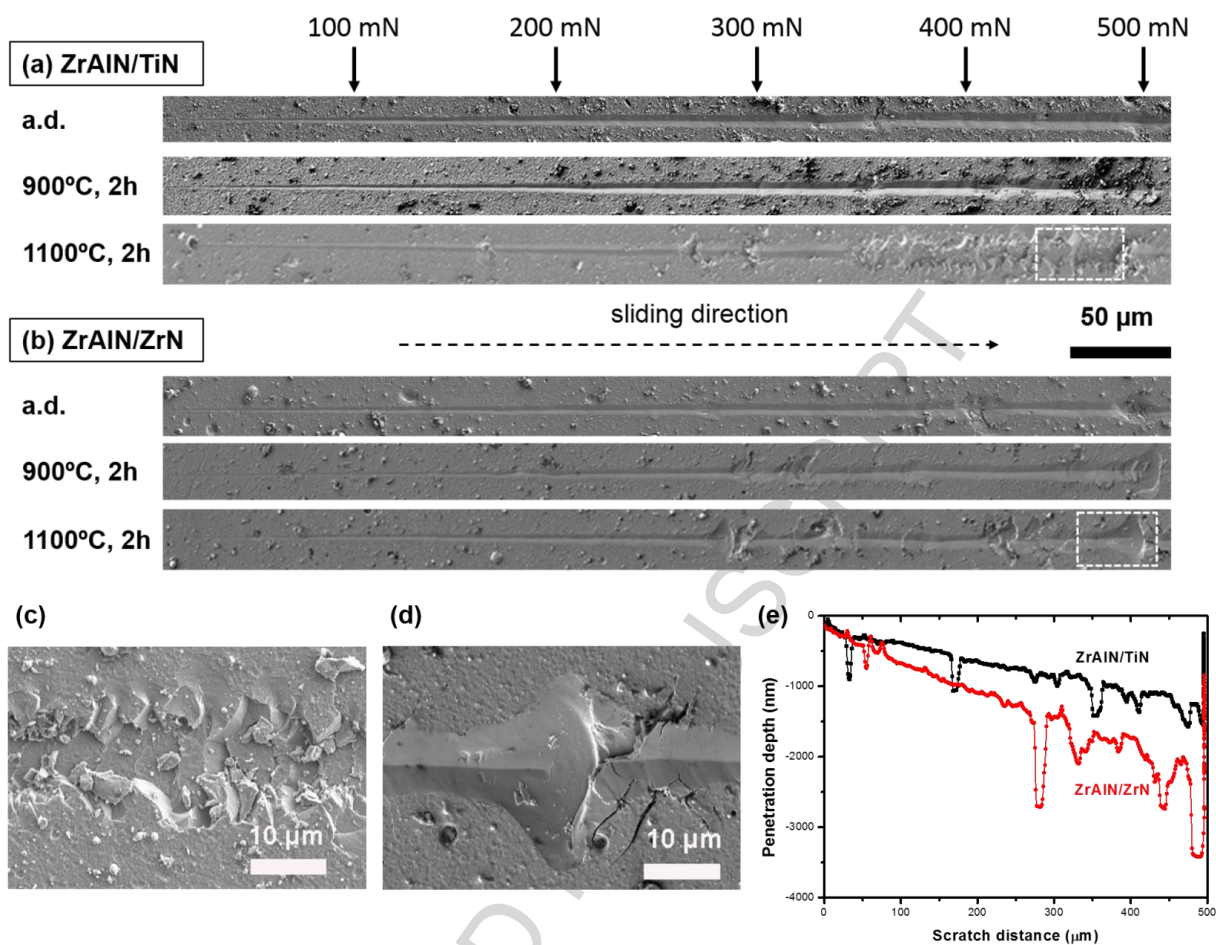 100 mN 200 mN 300 mN 400 mN 500 mN
(a) ZrAlN/TiN
a.d.
900ºC, 2h
1100ºC, 2h
sliding direction
50 µm
(b) ZrAlN/ZrN
a.d.
900ºC, 2h
1100ºC, 2h
(c)
10 µm
(d)
10 µm
(e)
Penetration depth (nm)
0
-1000
-2000
-3000
-4000
ZrAlN/TiN
ZrAlN/ZrN
0 100 200 300 400 500
Scratch distance (µm)